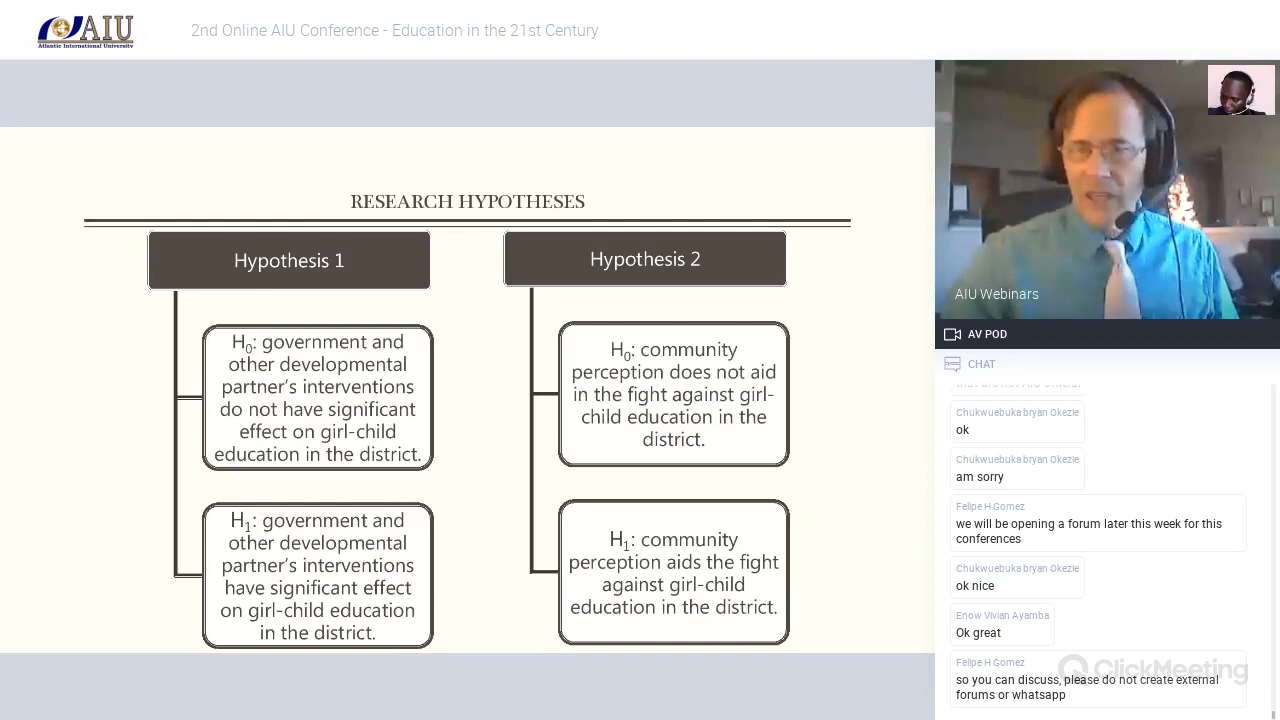 AIU
Atlantic International University
2nd Online AIU Conference - Education in the 21st Century
RESEARCH HYPOTHESES
Hypothesis 1
H0: government and
other developmental
partner's interventions
do not have significant
effect on girl-child
education in the district.
H1: government and
other developmental
partner's interventions
have significant effect
on girl-child education
in the district.
Hypothesis 2
H0: community
perception does not aid
in the fight against girl-
child education in the
district.
H1: community
perception aids the fight
against girl-child
education in the district.
AIU Webinars
AV POD
CHAT
Chukwuebuka bryan Okezie
ok
Chukwuebuka bryan Okezie
am sorry
Felipe H Gomez
we will be opening a forum later this week for this
conferences
Chukwuebuka bryan Okezie
ok nice
Enow Vivian Ayamba
Ok great
Felipe H Gomez
so you can discuss, please do not create external
forums or whatsapp
ClickMeeting